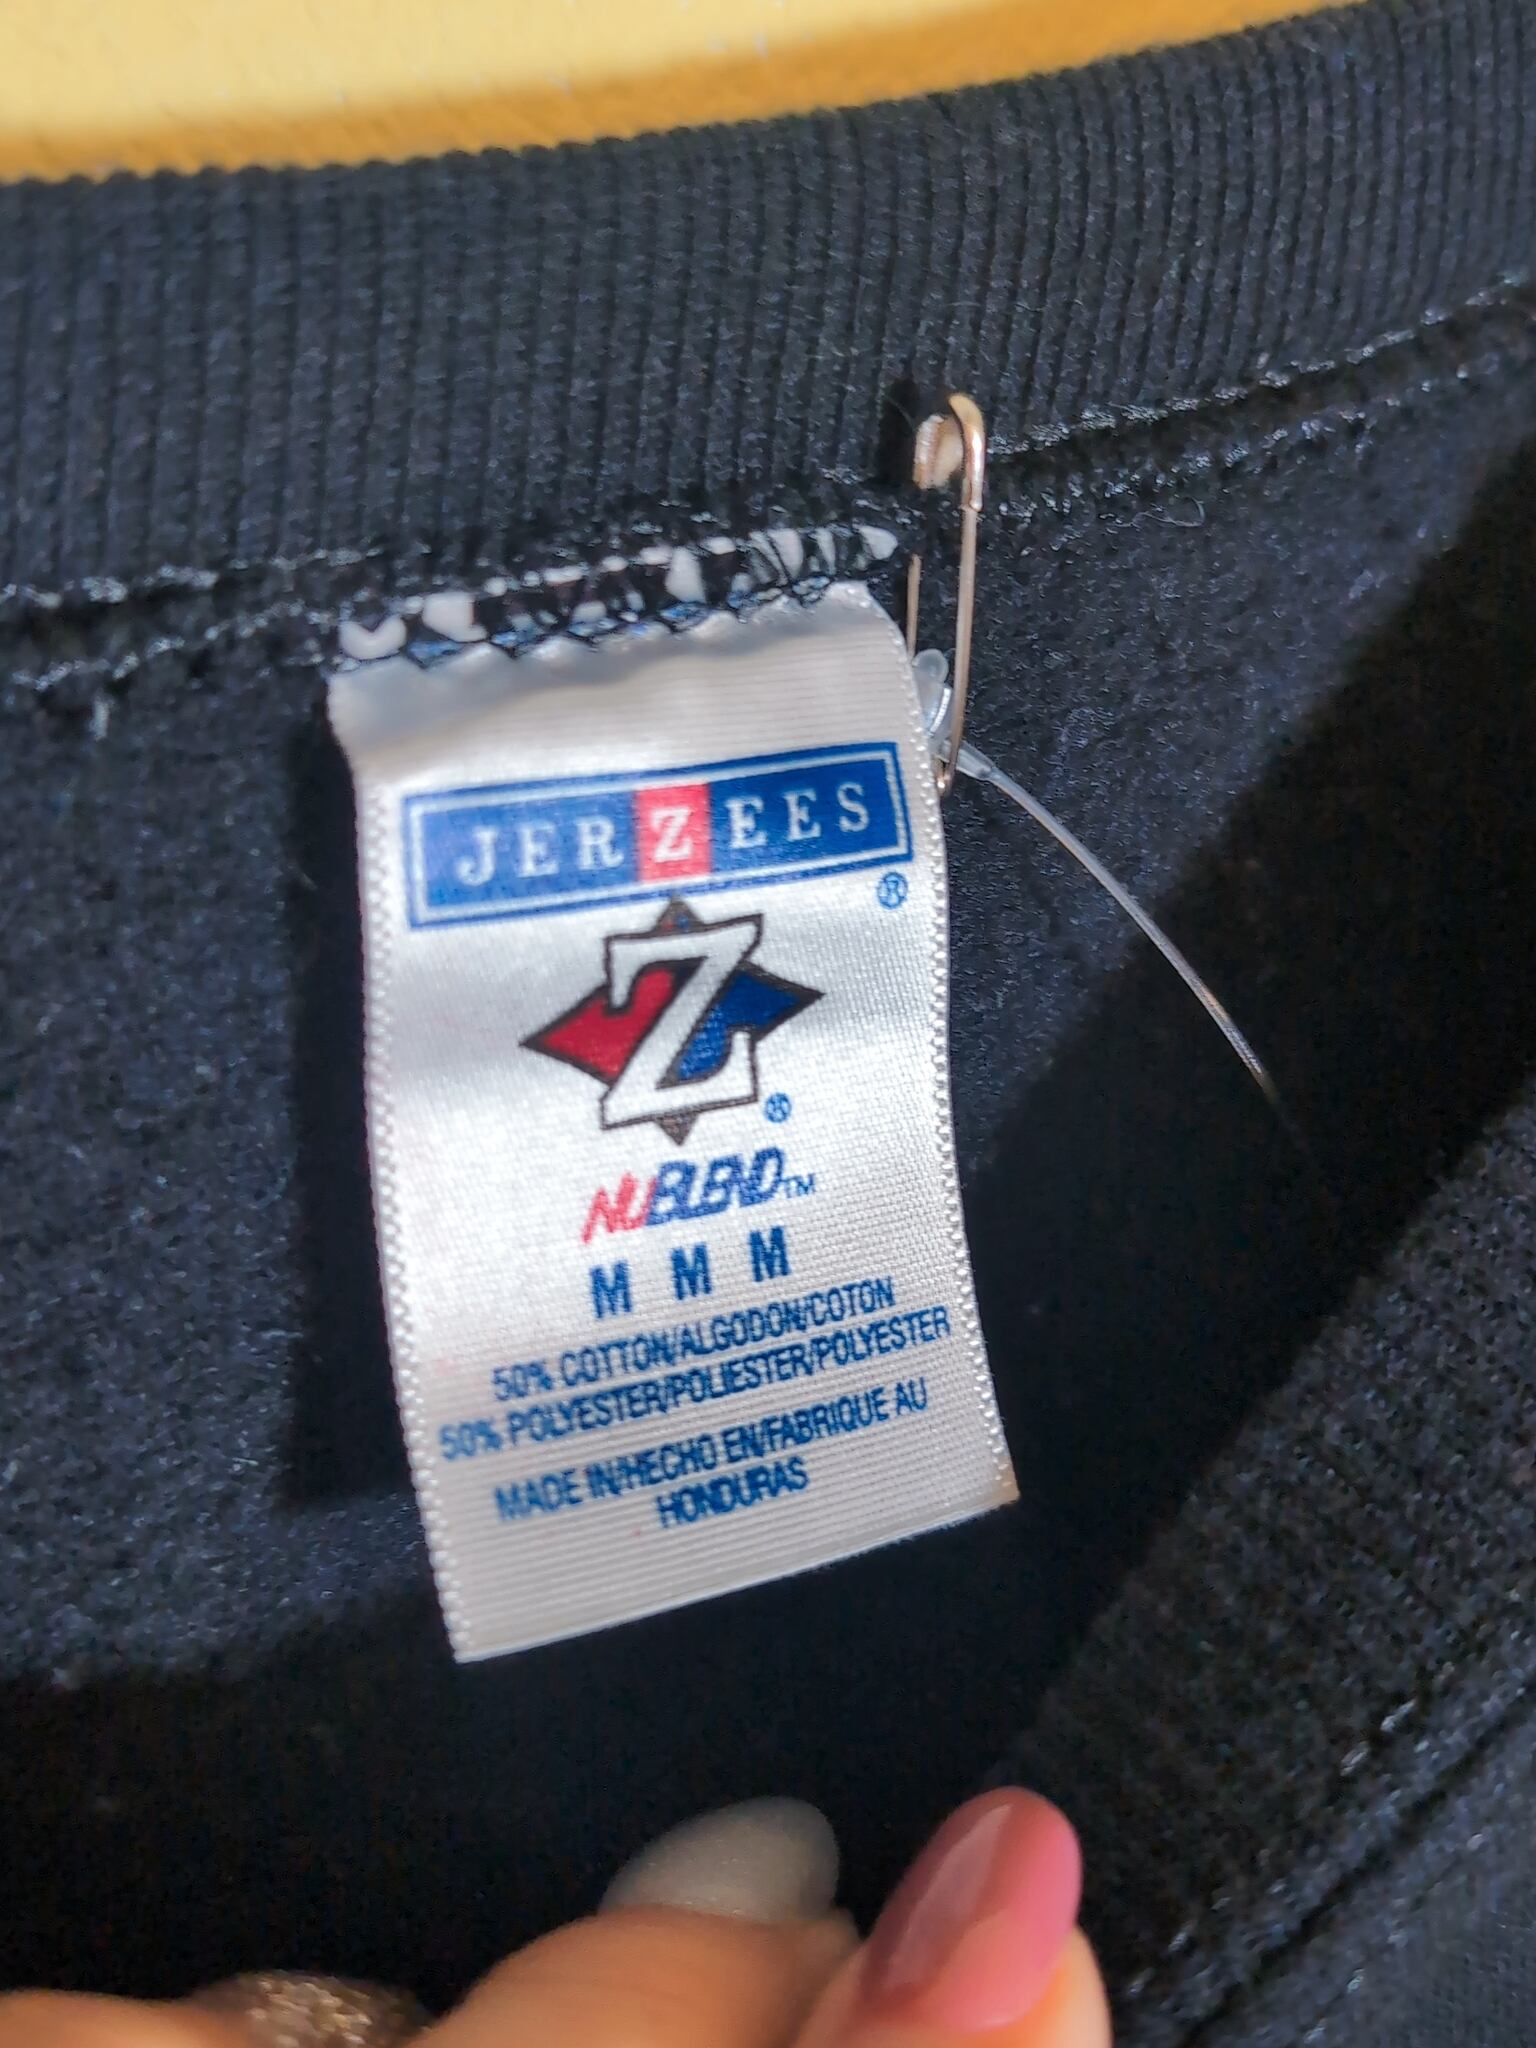 JERZEES
®
Z
®
NUBLEND™
M M M
50% COTTON/ALGODON/COTON
50% POLYESTER/POLIESTER/POLYESTER
MADE IN/HECHO EN/FABRIQUE AU
HONDURAS